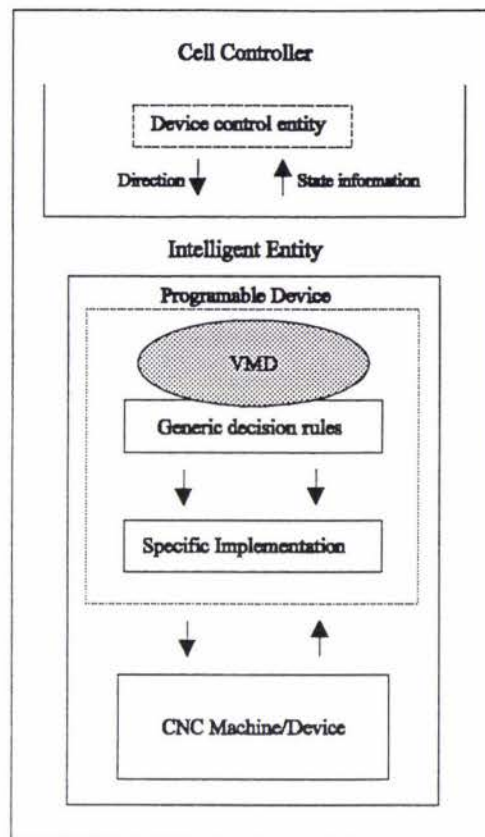 Cell Controller
Device control entity
Direction
State information
Intelligent Entity
Programable Device
VMD
Generic decision rules
Specific Implementation
CNC Machine/Device